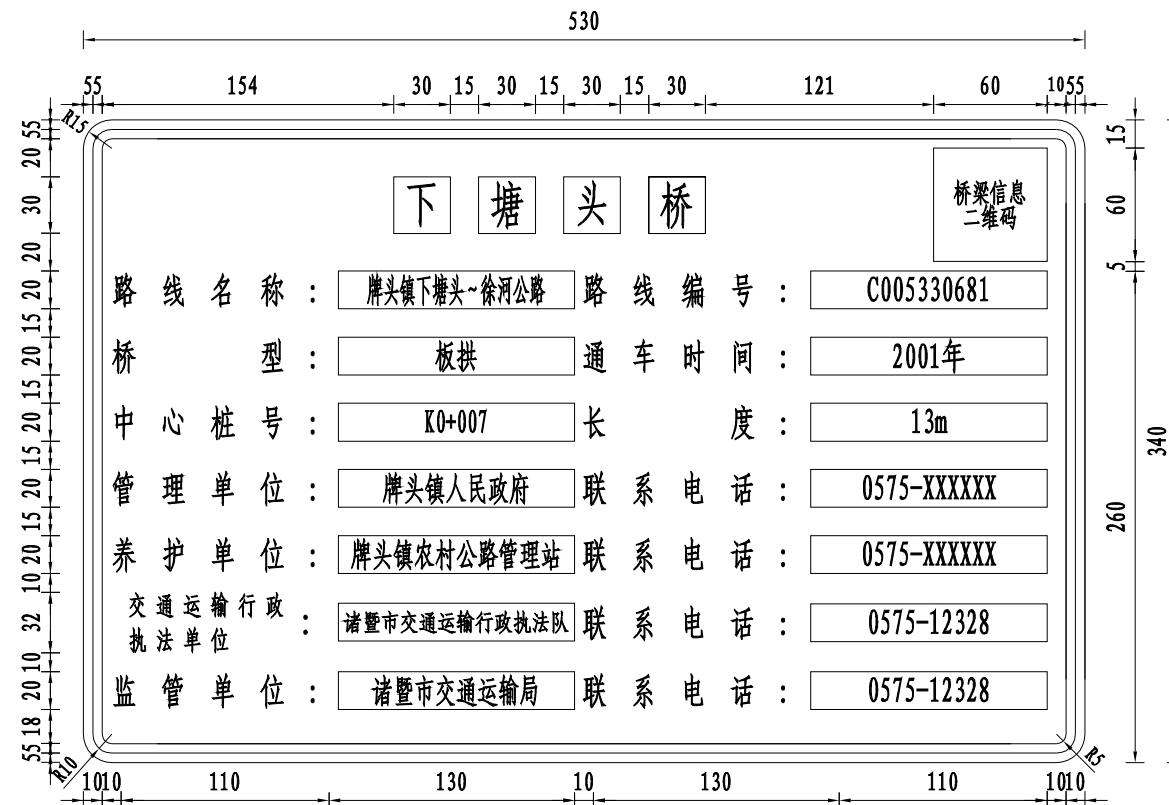 530
55 154 30 15 30 15 30 15 30 121 60 10 55
R15
下塘头桥
桥梁信息
二维码
路线名称： 牌头镇下塘头~徐河公路 路线编号： C005330681
桥型： 板拱 通车时间： 2001年
中心桩号： K0+007 长度： 13m
管理单位： 牌头镇人民政府 联系电话： 0575-XXXXXX
养护单位： 牌头镇农村公路管理站 联系电话： 0575-XXXXXX
交通运输行政
执法单位： 诸暨市交通运输行政执法队 联系电话： 0575-12328
监管单位： 诸暨市交通运输局 联系电话： 0575-12328
55 20 30 20 20 15 20 15 20 15 20 15 20 10 32 10 20 18 55
15 60 5 260
340
R10
R5
10 10 110 130 10 130 110 10 10